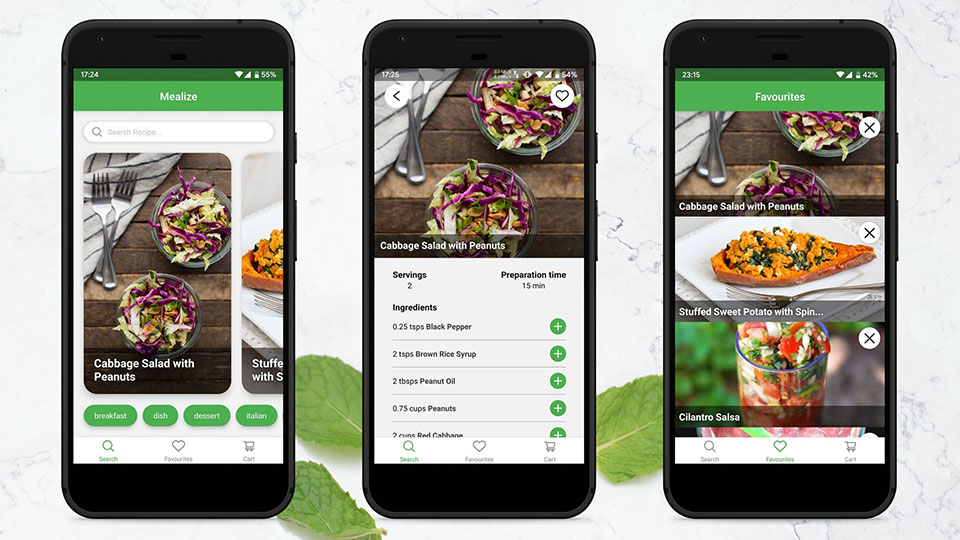 17:24
55%
Mealize
Search Recipe...
Cabbage Salad with
Peanuts
Stuffe
with S
breakfast
dish
dessert
italian
Search
Favourites
Cart
17:25
54%
Cabbage Salad with Peanuts
Servings
2
Preparation time
15 min
Ingredients
0.25 tsps Black Pepper
2 tsps Brown Rice Syrup
2 tbsps Peanut Oil
0.75 cups Peanuts
2 cups Red Cabbage
Search
Favourites
Cart
23:15
42%
Favourites
Cabbage Salad with Peanuts
Stuffed Sweet Potato with Spin...
Cilantro Salsa
Search
Favourites
Cart